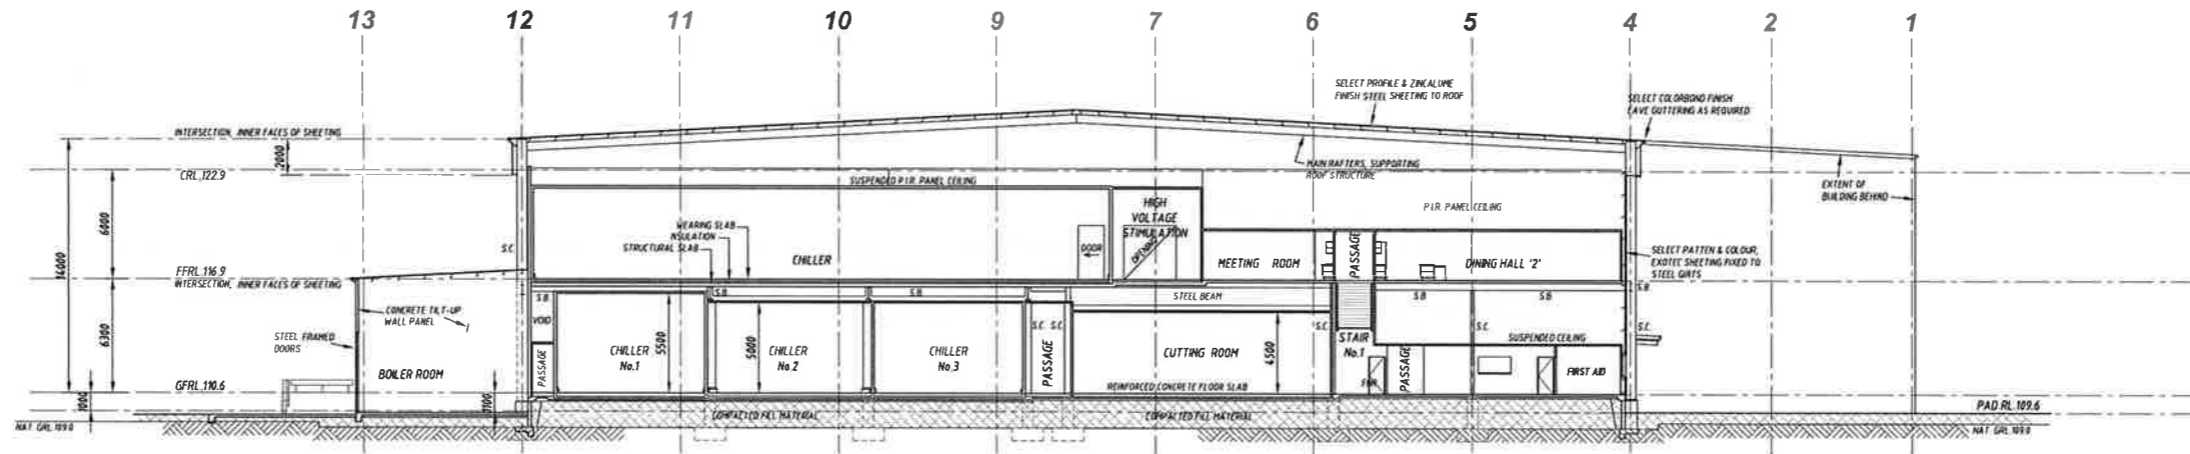 13 12 11 10 9 7 6 5 4 2 1
SELECT PROFILE & ZINCALUME
FINISH STEEL SHEETING TO ROOF
SELECT COLORBOND FINISH
EAVE GUTTERING AS REQUIRED
INTERSECTION, INNER FACES OF SHEETING
2000
MAIN RAFTERS, SUPPORTING
ROOF STRUCTURE
CRL 122.9
SUSPENDED P.I.R. PANEL CEILING
EXTENT OF
BUILDING BEHIND
HIGH
VOLTAGE
STIMULATION
P.I.R. PANEL CEILING
6000
WEARING SLAB
INSULATION
STRUCTURAL SLAB
S.C.
DOOR
OPENING
PASSAGE
SELECT PATTEN & COLOUR,
EXOTEC SHEETING FIXED TO
STEEL GIRTS
14000
CHILLER
MEETING ROOM
DINING HALL '2'
FFRL 116.9
INTERSECTION, INNER FACES OF SHEETING
S.B
S.B
S.B
STEEL BEAM
S.B
S.B
S.B
CONCRETE TILT-UP
WALL PANEL
VOID
S.C.
S.C.
S.C.
S.C.
S.C.
6300
STEEL FRAMED
DOORS
5500
5000
4500
STAIR
No.1
SUSPENDED CEILING
CHILLER
No.1
CHILLER
No.2
CHILLER
No.3
PASSAGE
PASSAGE
CUTTING ROOM
PASSAGE
BOILER ROOM
FIRST AID
GFRL 110.6
REINFORCED CONCRETE FLOOR SLAB
1000
1100
COMPACTED FILL MATERIAL
COMPACTED FILL MATERIAL
PAD RL 109.6
NAT. GRL 109.0
NAT. GRL 109.0